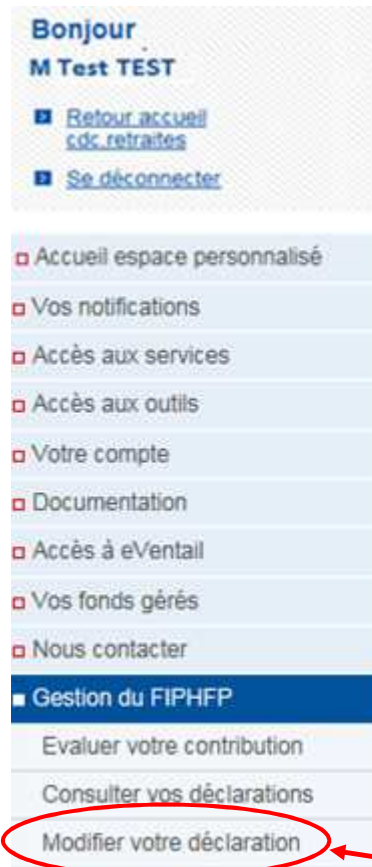 Bonjour
M Test TEST
Retour accueil
cdc retraites
Se déconnecter
Accueil espace personnalisé
Vos notifications
Accès aux services
Accès aux outils
Votre compte
Documentation
Accès à eVentail
Vos fonds gérés
Nous contacter
Gestion du FIPHFP
Evaluer votre contribution
Consulter vos déclarations
Modifier votre déclaration